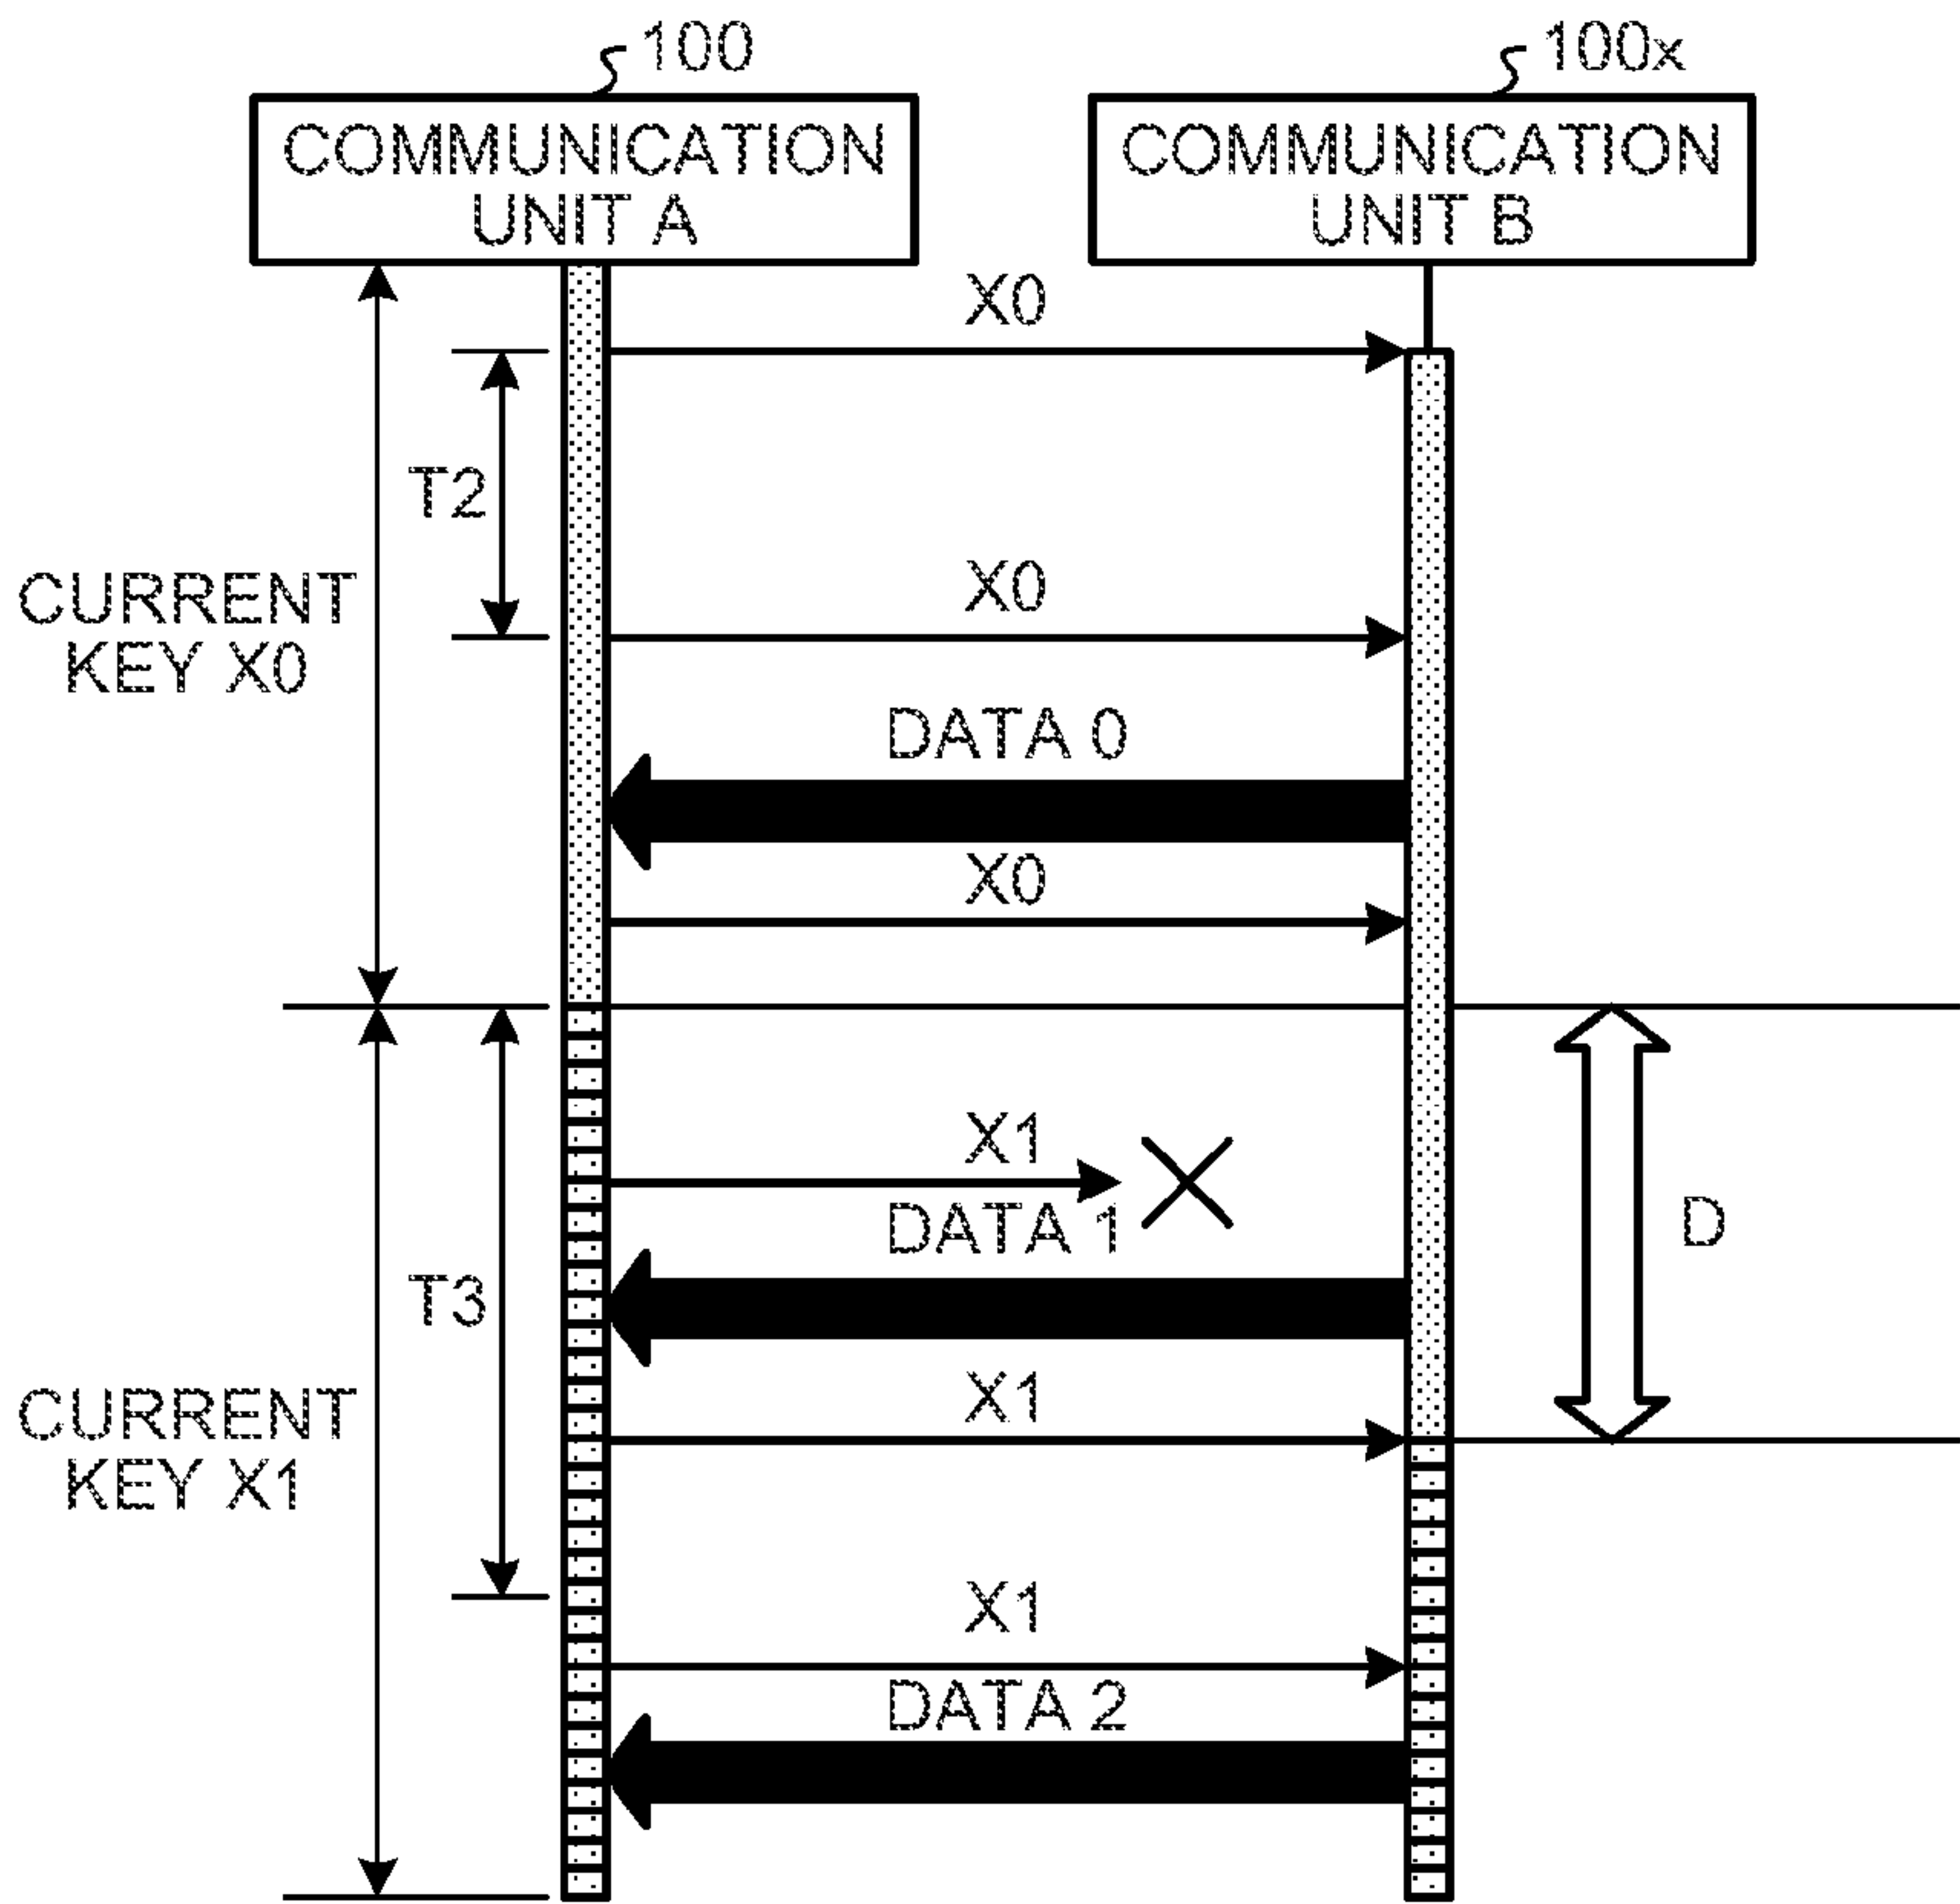 100
100x
COMMUNICATION
UNIT A
COMMUNICATION
UNIT B
X0
T2
X0
CURRENT
KEY X0
DATA 0
X0
X1
DATA 1
D
T3
X1
CURRENT
KEY X1
X1
DATA 2